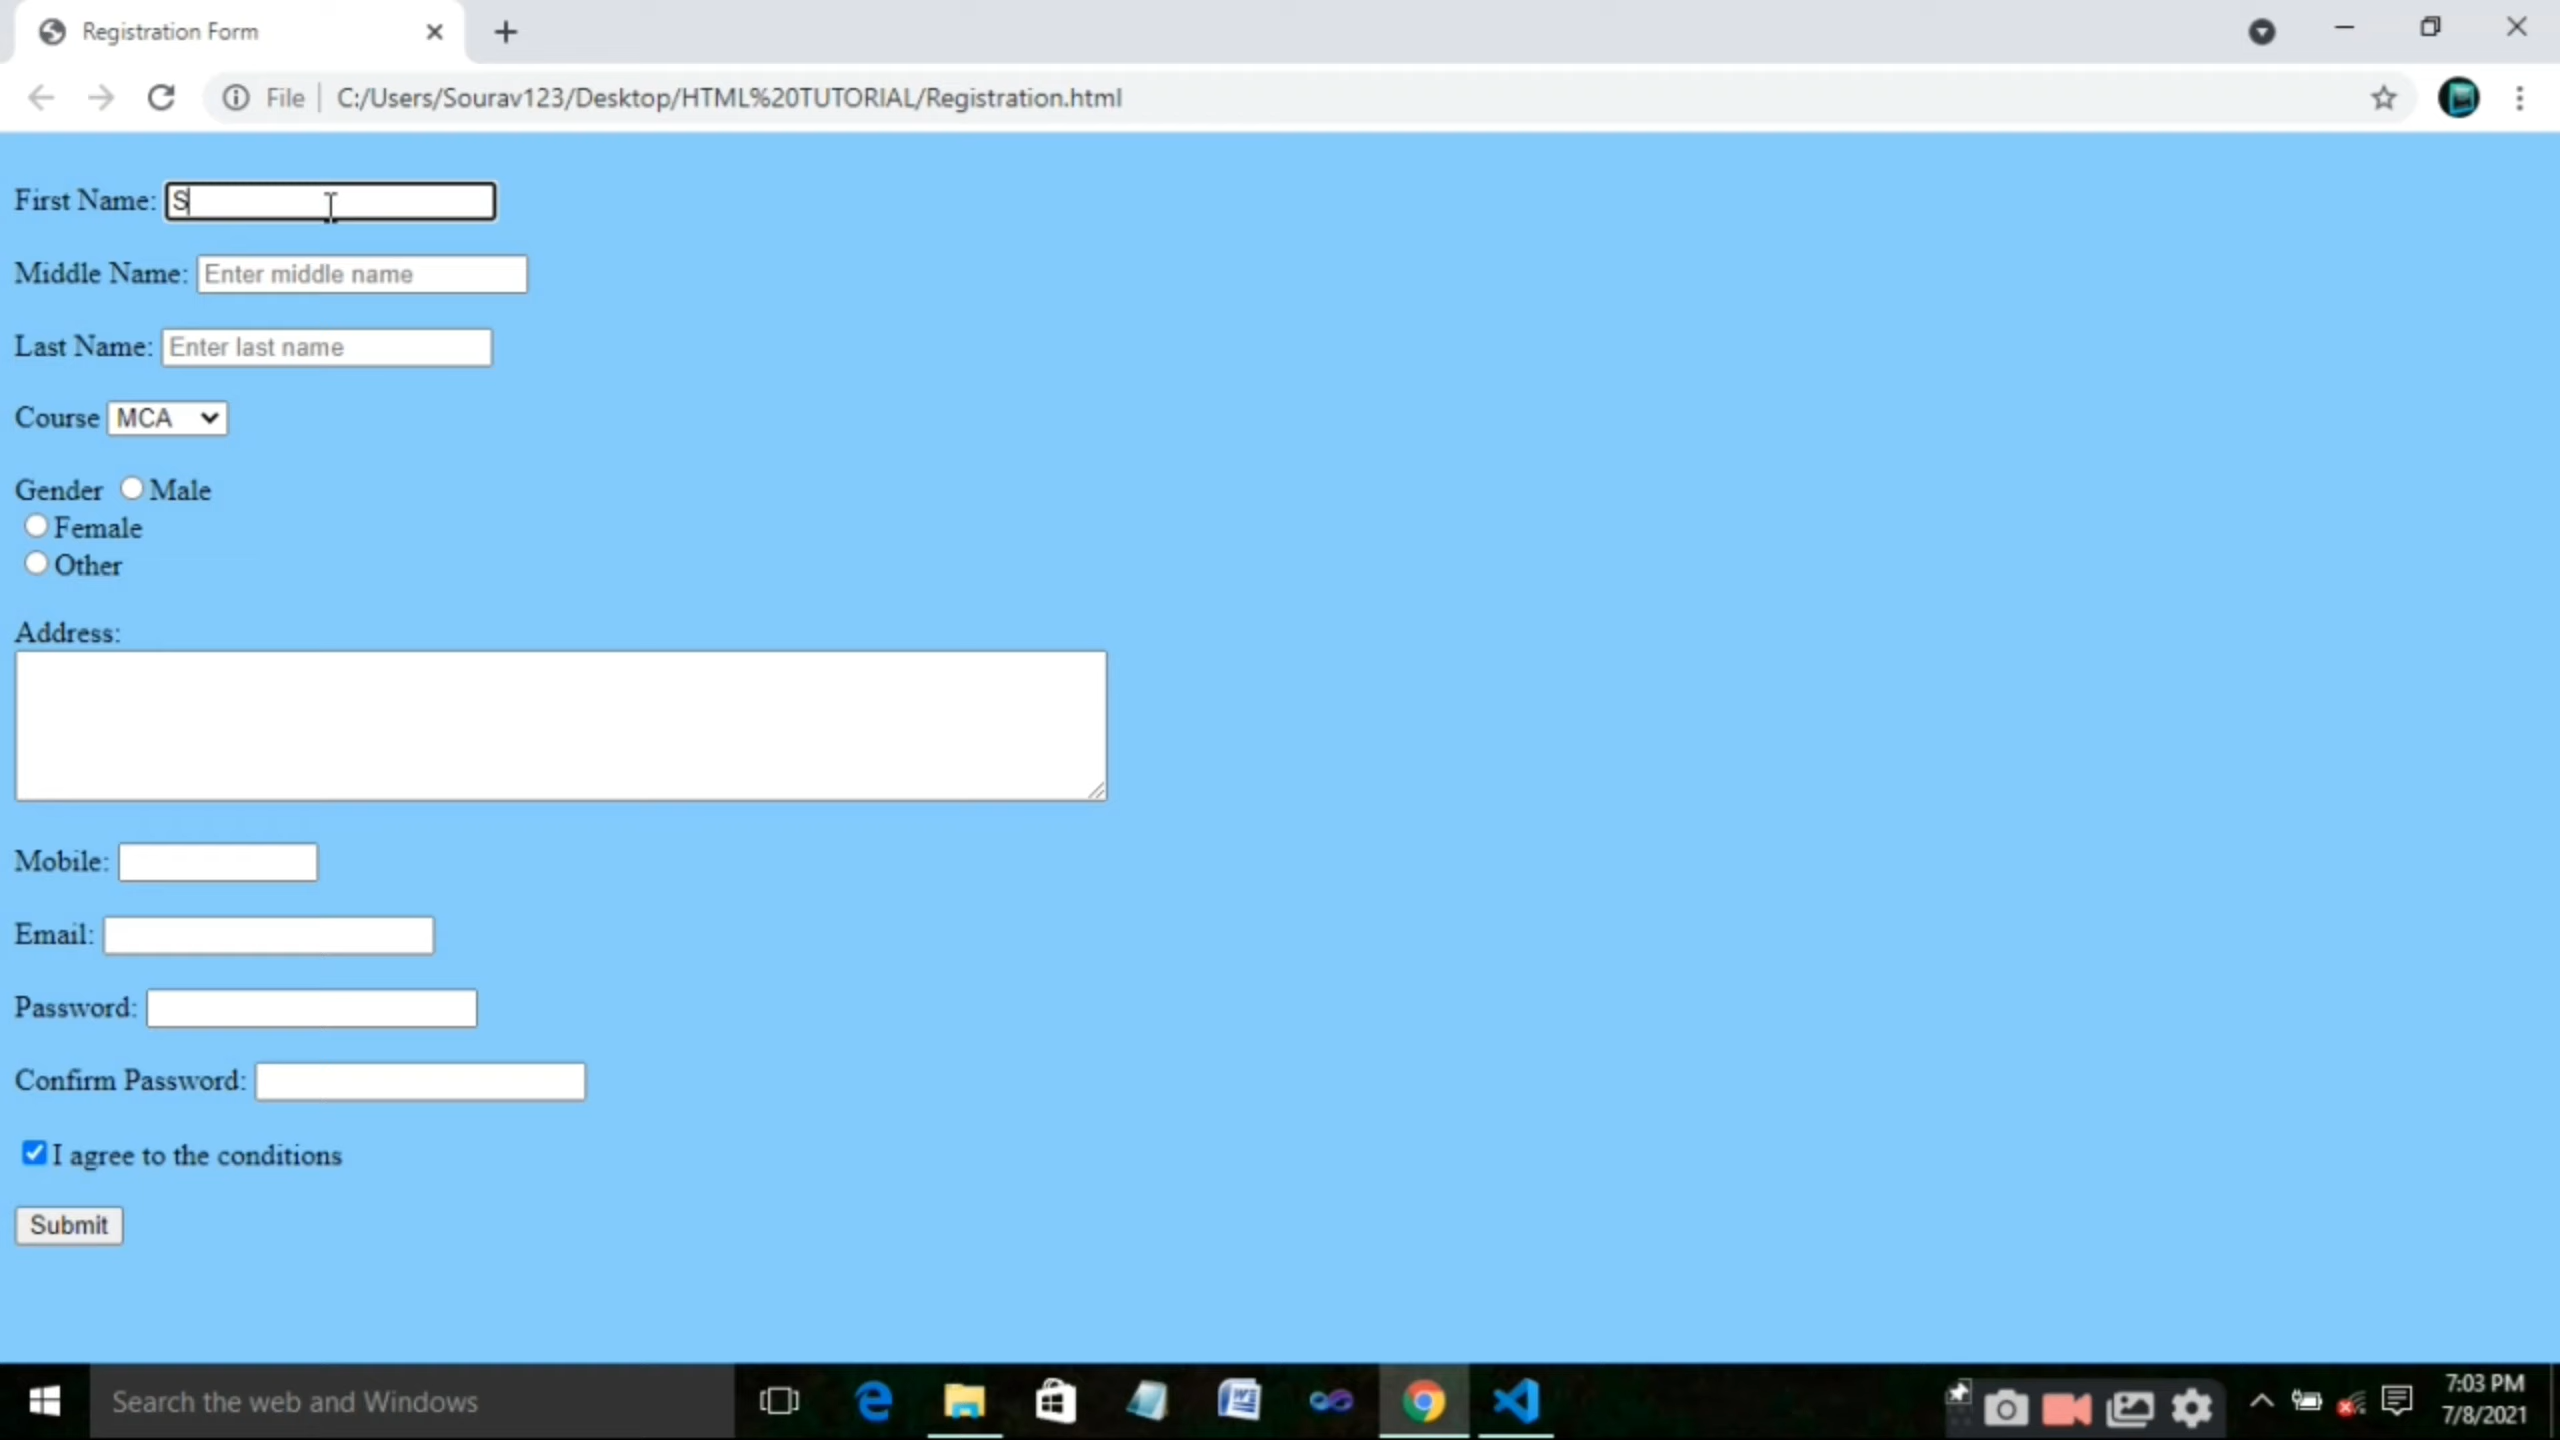 Registration Form
File C:/Users/Sourav123/Desktop/HTML%20TUTORIAL/Registration.html
First Name: S
Middle Name: Enter middle name
Last Name: Enter last name
Course MCA
Gender Male
Female
Other
Address:
Mobile:
Email:
Password:
Confirm Password:
I agree to the conditions
Submit
Search the web and Windows
7:03 PM
7/8/2021